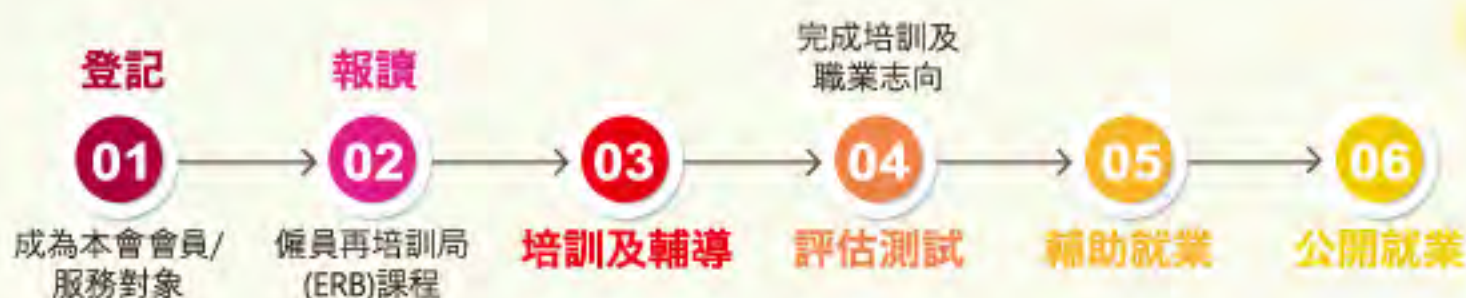 登記
01
成為本會會員/
服務對象
報讀
02
僱員再培訓局
(ERB)課程
03
培訓及輔導
完成培訓及
職業志向
04
評估測試
05
輔助就業
06
公開就業